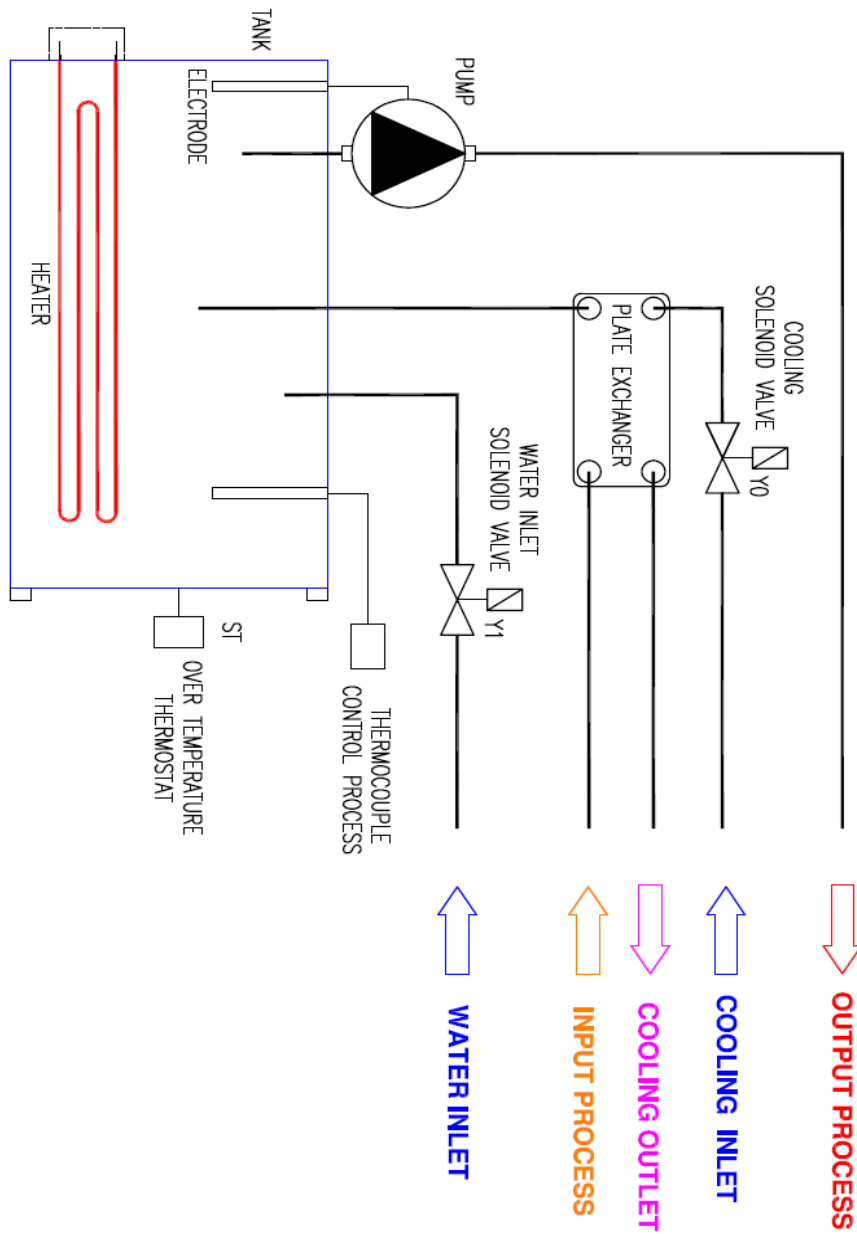 OUTPUT PROCESS
COOLING
SOLENOID VALVE
Y0
COOLING INLET
COOLING OUTLET
PLATE EXCHANGER
INPUT PROCESS
WATER INLET
SOLENOID VALVE
Y1
PUMP
WATER INLET
THERMOCOUPLE
CONTROL PROCESS
TANK
ST
ELECTRODE
OVER TEMPERATURE
THERMOSTAT
HEATER